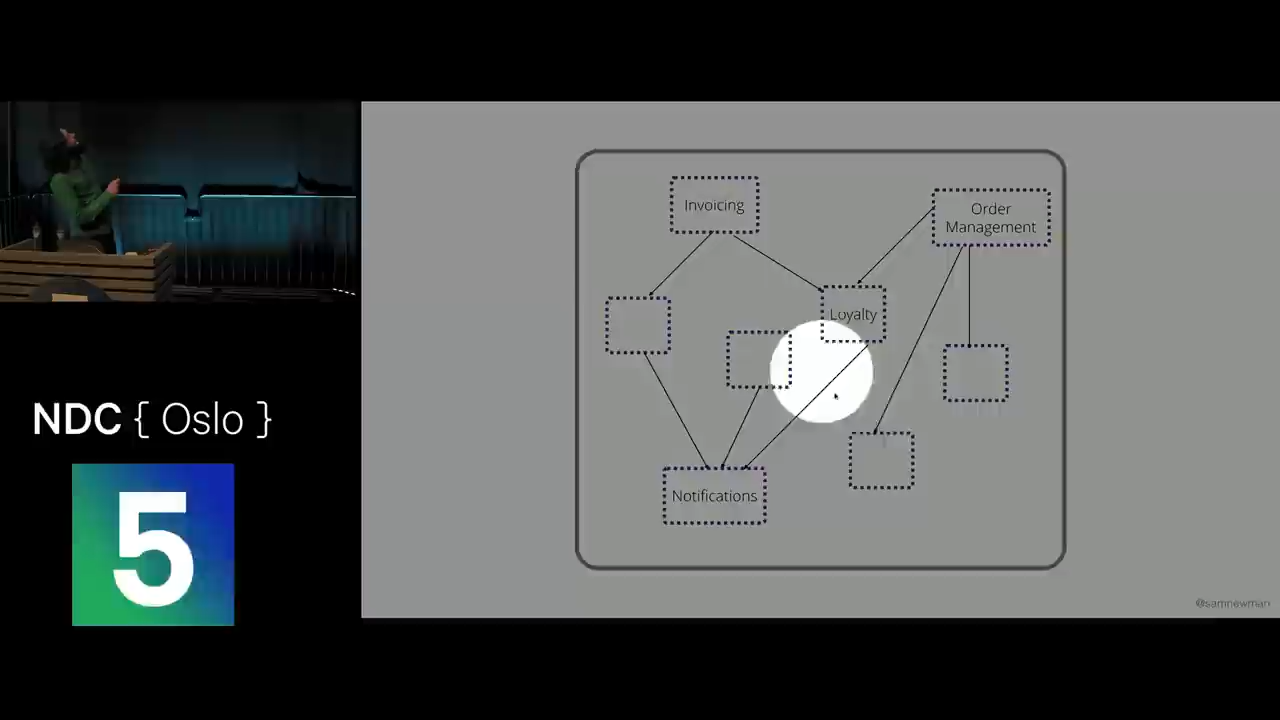 NDC { Oslo }
5
Invoicing
Order
Management
Loyalty
Notifications
@samnewman